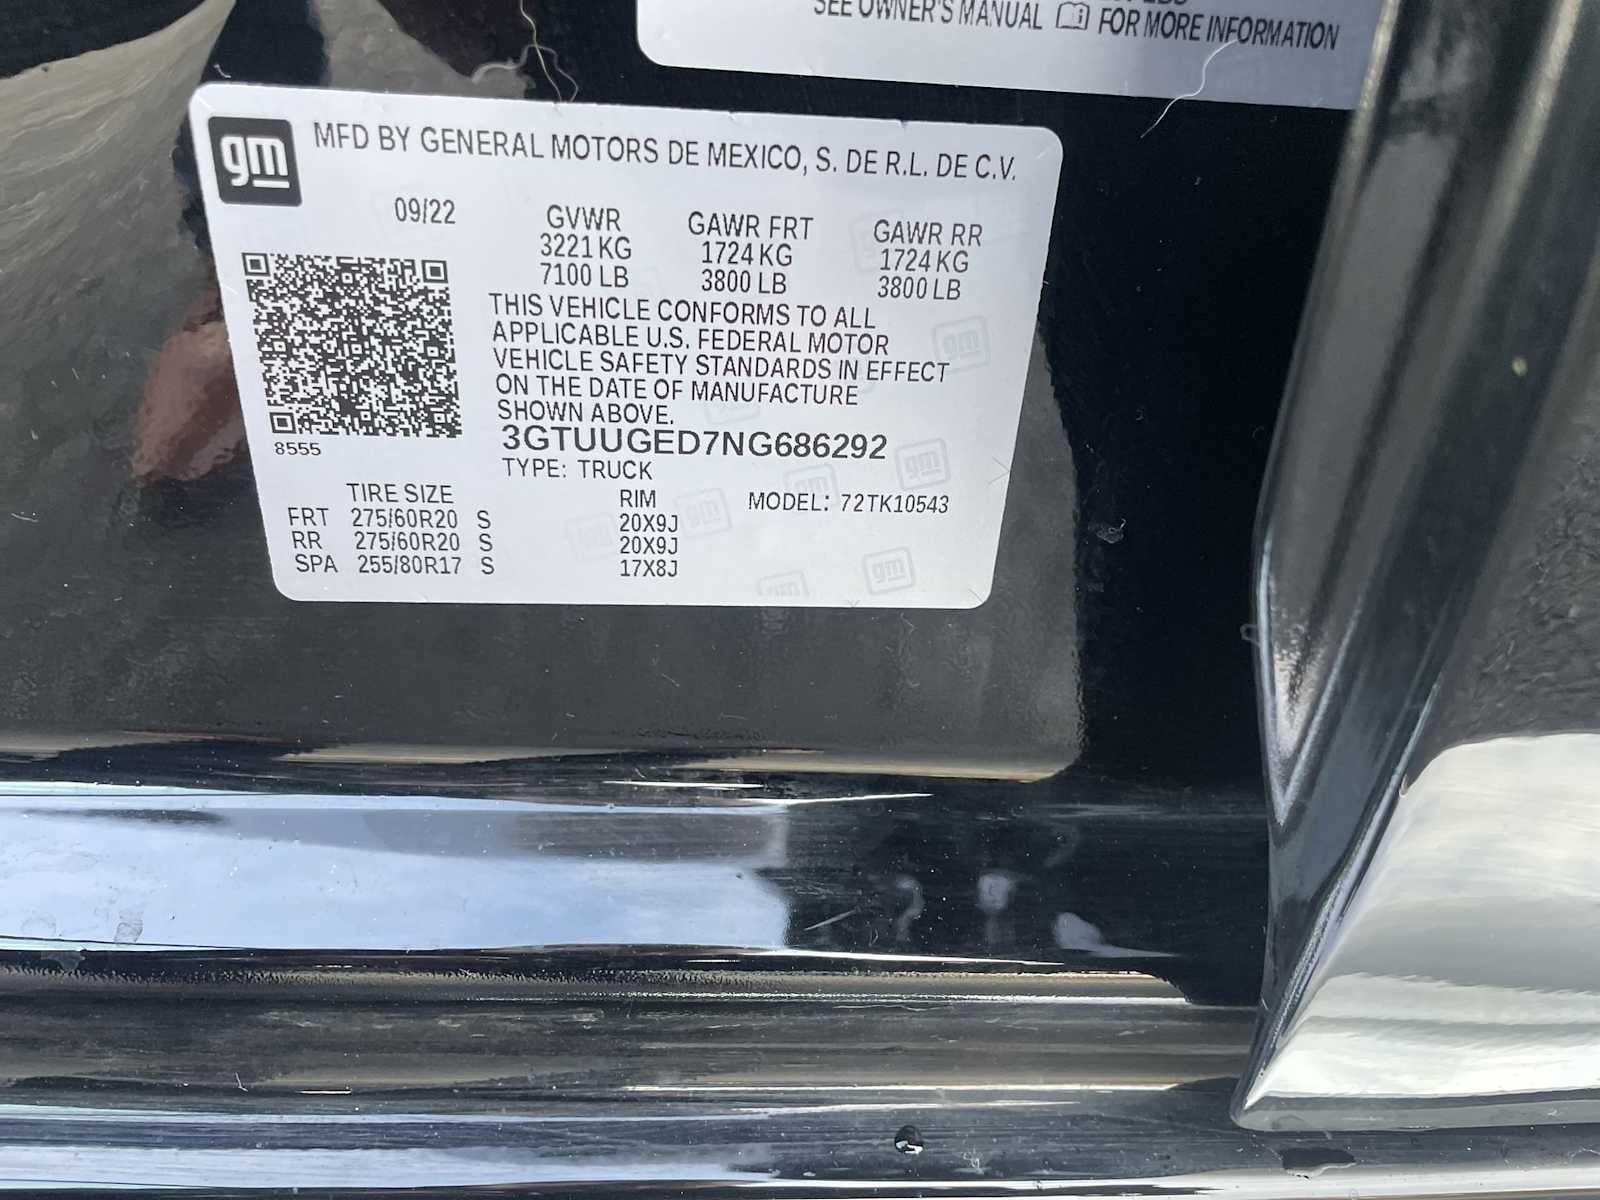 SEE OWNER'S MANUAL FOR MORE INFORMATION
gm MFD BY GENERAL MOTORS DE MEXICO, S. DE R.L. DE C.V.
09/22 GVWR GAWR FRT GAWR RR
3221 KG 1724 KG 1724 KG
7100 LB 3800 LB 3800 LB
THIS VEHICLE CONFORMS TO ALL
APPLICABLE U.S. FEDERAL MOTOR
VEHICLE SAFETY STANDARDS IN EFFECT
ON THE DATE OF MANUFACTURE
SHOWN ABOVE.
3GTUUGED7NG686292
8555
TYPE: TRUCK
TIRE SIZE RIM MODEL: 72TK10543
FRT 275/60R20 S 20X9J
RR 275/60R20 S 20X9J
SPA 255/80R17 S 17X8J